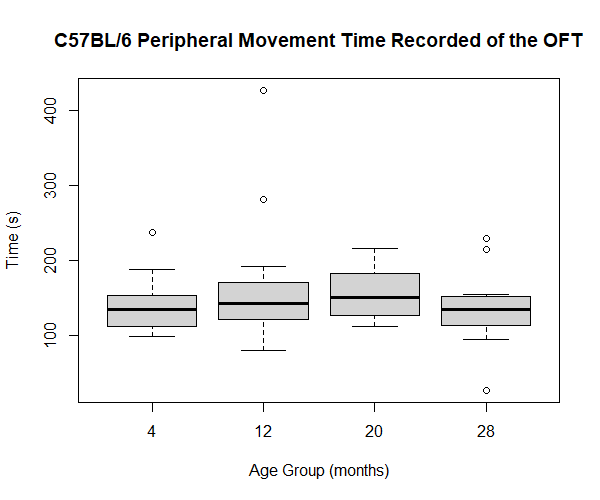 C57BL/6 Peripheral Movement Time Recorded of the OFT
Time (s)
400
300
200
100
4 12 20 28
Age Group (months)